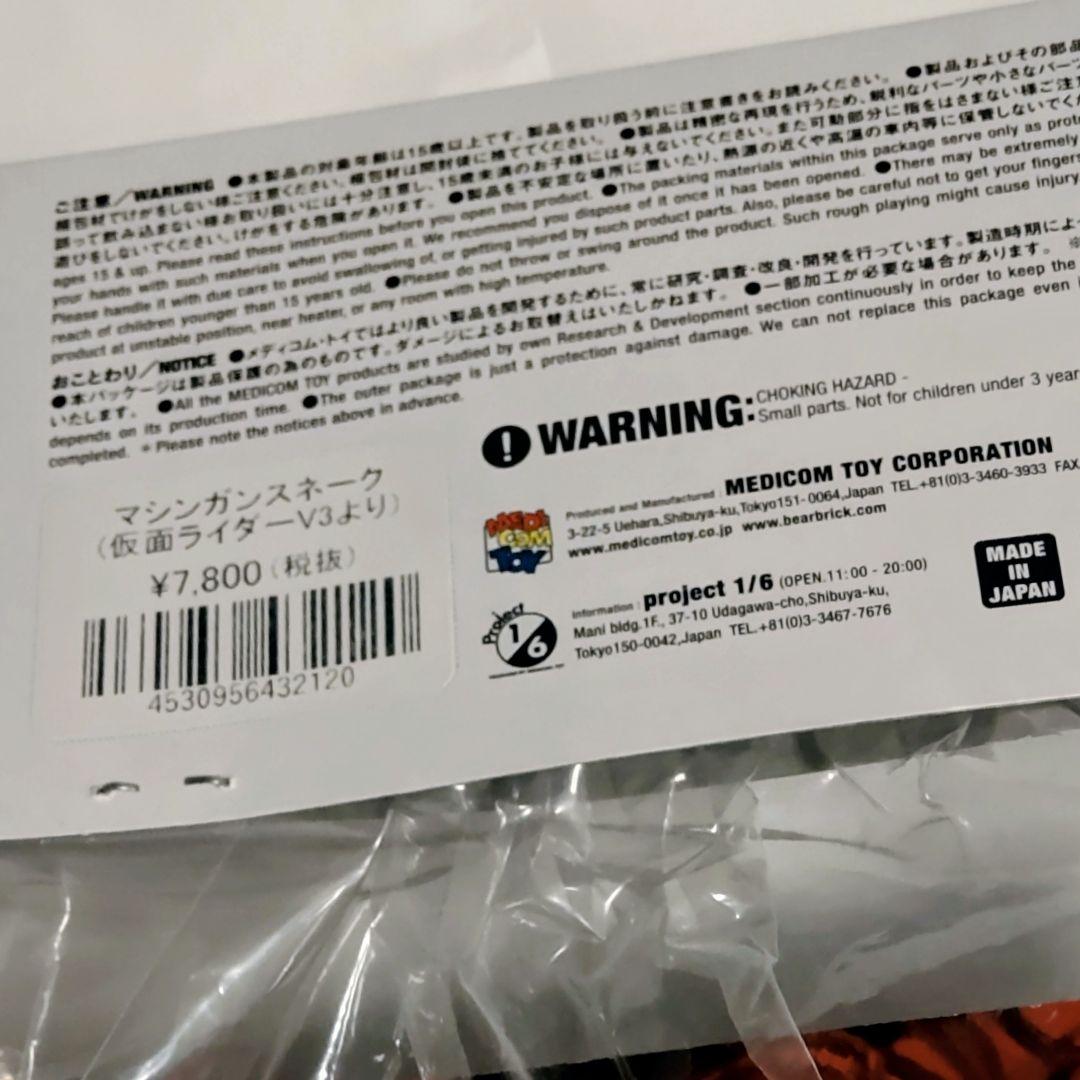 ご注意／WARNING ●本製品の対象年齢は15歳以上です。製品を取り扱う前に注意書きをお読みください。 ●製品およびその部品
梱包材でけがをしない様ご注意ください。梱包材は開封後に捨ててください。 ●製品は精密な再現を行うため、鋭利なパーツや小さなパーツ
誤って飲み込まない様お取り扱いには十分注意し、15歳未満のお子様には与えないでください。また可動部分に指をはさまない様ご注
遊びをしないでください。けがをする危険があります。 ●製品を不安定な場所に置いたり、熱源の近くや高温の車内等に保管しないでく
ages 15 & up. Please read these instructions before you open this product. ●The packing materials within this package serve only as prote
your hands with such materials when you open it. We recommend you dispose of it once it has been opened. ●There may be extremely
Please handle it with due care to avoid swallowing of, or getting injured by such product parts. Also, please be careful not to get your fingers
reach of children younger than 15 years old. ●Please do not throw or swing around the product. Such rough playing might cause injury
product at unstable position, near heater, or any room with high temperature.
おことわり／NOTICE ●メディコム・トイではより良い製品を開発するために、常に研究・調査・改良・開発を行っています。製造時期によっ
●本パッケージは製品保護の為のものです。ダメージによるお取替えはいたしかねます。 ●一部加工が必要な場合があります。 ※
いたします。 ●All the MEDICOM TOY products are studied by own Research & Development section continuously in order to keep the
depends on its production time. ●The outer package is just a protection against damage. We can not replace this package even
completed. *Please note the notices above in advance.
WARNING: CHOKING HAZARD -
Small parts. Not for children under 3 year
マシンガンスネーク
(仮面ライダーV3より)
¥7,800(税抜)
4530956432120
MEDI
COM
TOY
Produced and Manufactured : MEDICOM TOY CORPORATION
3-22-5 Uehara,Shibuya-ku,Tokyo151-0064,Japan TEL.+81(0)3-3460-3933 FAX.
www.medicomtoy.co.jp www.bearbrick.com
Project
1/6
Information : project 1/6 (OPEN.11:00 - 20:00)
Mani bldg.1F., 37-10 Udagawa-cho,Shibuya-ku,
Tokyo150-0042,Japan TEL.+81(0)3-3467-7676
MADE
IN
JAPAN